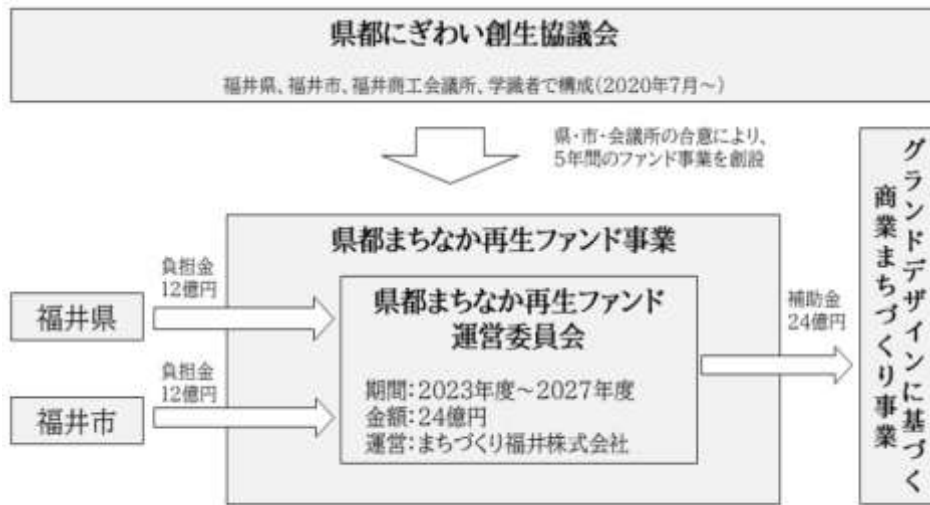 県都にぎわい創生協議会
福井県、福井市、福井商工会議所、学識者で構成(2020年7月～)
県・市・会議所の合意により、
5年間のファンド事業を創設
県都まちなか再生ファンド事業
負担金
12億円
福井県
負担金
12億円
福井市
県都まちなか再生ファンド
運営委員会
期間：2023年度～2027年度
金額：24億円
運営：まちづくり福井株式会社
補助金
24億円
グランドデザインに基づく
商業まちづくり事業